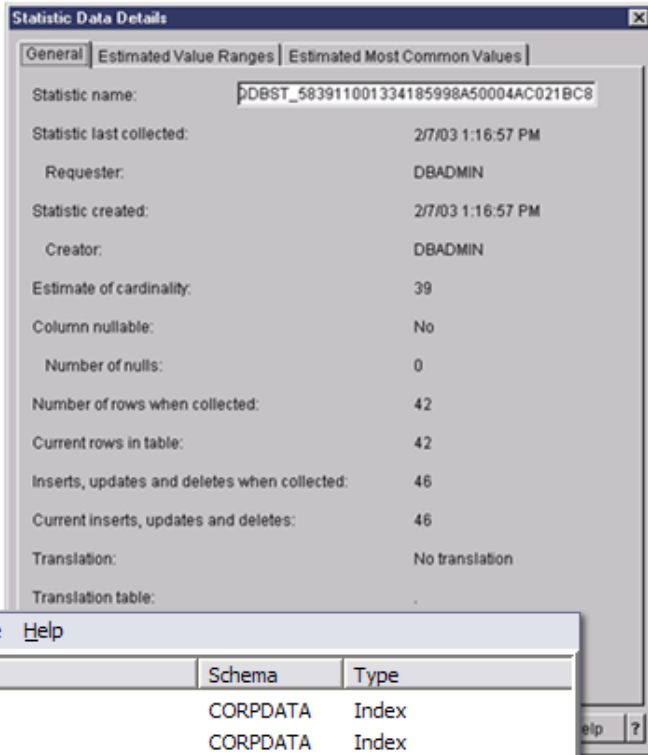 Statistic Data Details
General Estimated Value Ranges Estimated Most Common Values
Statistic name: DDBST_583911001334185998A50004AC021BC8
Statistic last collected: 2/7/03 1:16:57 PM
Requester: DBADMIN
Statistic created: 2/7/03 1:16:57 PM
Creator: DBADMIN
Estimate of cardinality: 39
Column nullable: No
Number of nulls: 0
Number of rows when collected: 42
Current rows in table: 42
Inserts, updates and deletes when collected: 46
Current inserts, updates and deletes: 46
Translation: No translation
Translation table: .
Help
Schema Type
CORPDATA Index
CORPDATA Index
elp ?